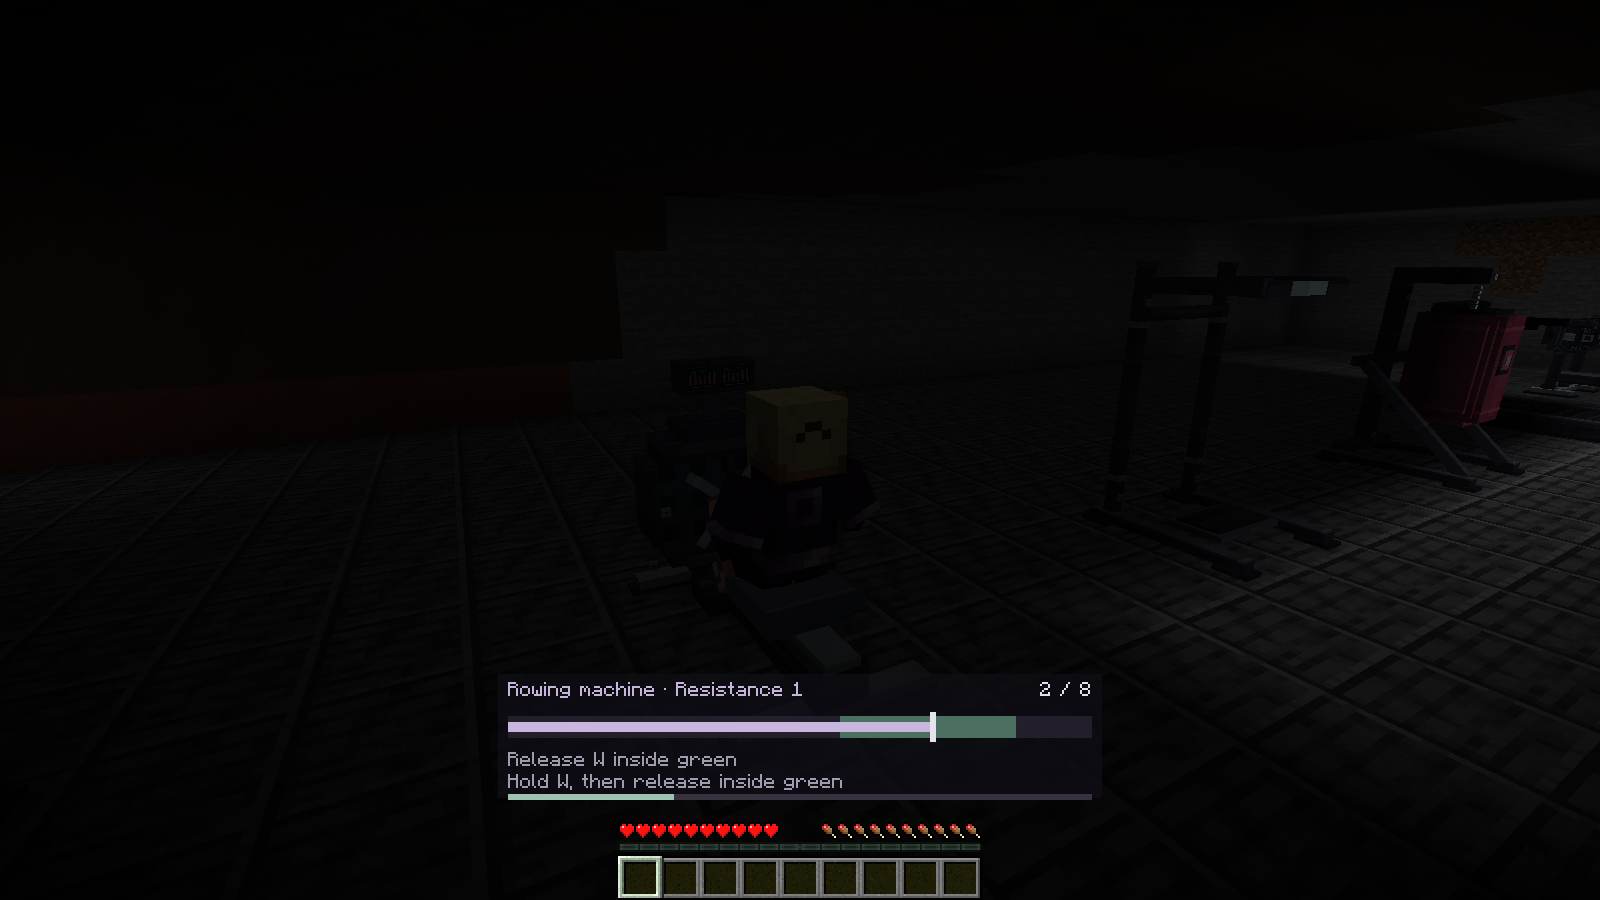 Rowing machine · Resistance 1
2 / 8
Release W inside green
Hold W, then release inside green